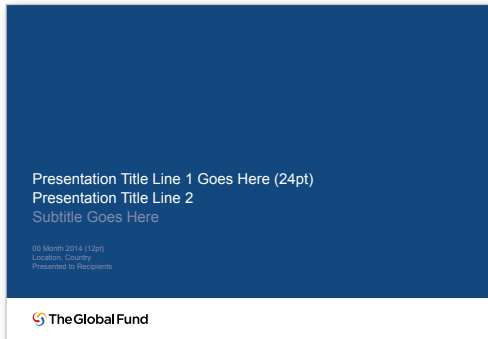 Presentation Title Line 1 Goes Here (24pt)
Presentation Title Line 2
Subtitle Goes Here
00 Month 2014 (12pt)
Location, Country
Presented to Recipients
The Global Fund